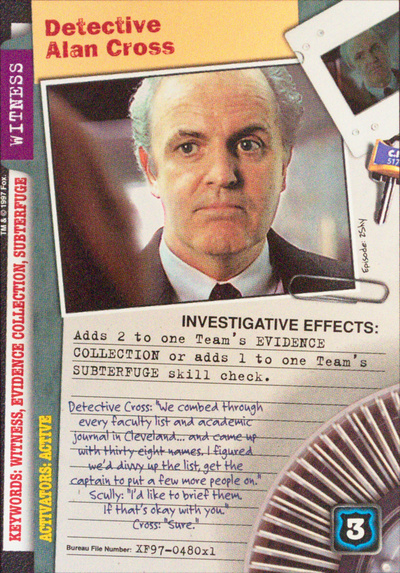 Detective
Alan Cross
WITNESS
TM & © 1997 Fox.
KEYWORDS: WITNESS, EVIDENCE COLLECTION, SUBTERFUGE
ACTIVATORS: ACTIVE
Episode: 2Shy
INVESTIGATIVE EFFECTS:
Adds 2 to one Team's EVIDENCE
COLLECTION or adds 1 to one Team's
SUBTERFUGE skill check.
Detective Cross: "We combed through
every faculty list and academic
journal in Cleveland... and came up
with thirty-eight names. I figured
we'd divvy up the list, get the
captain to put a few more people on."
Scully: "I'd like to brief them.
If that's okay with you."
Cross: "Sure."
Bureau File Number: XF97-0480x1
3